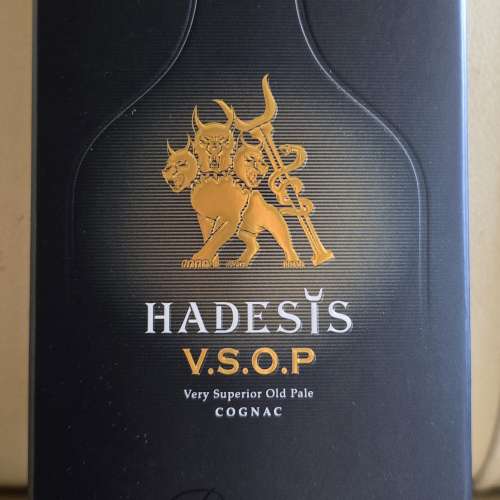 HADESIS
V.S.O.P
Very Superior Old Pale
COGNAC